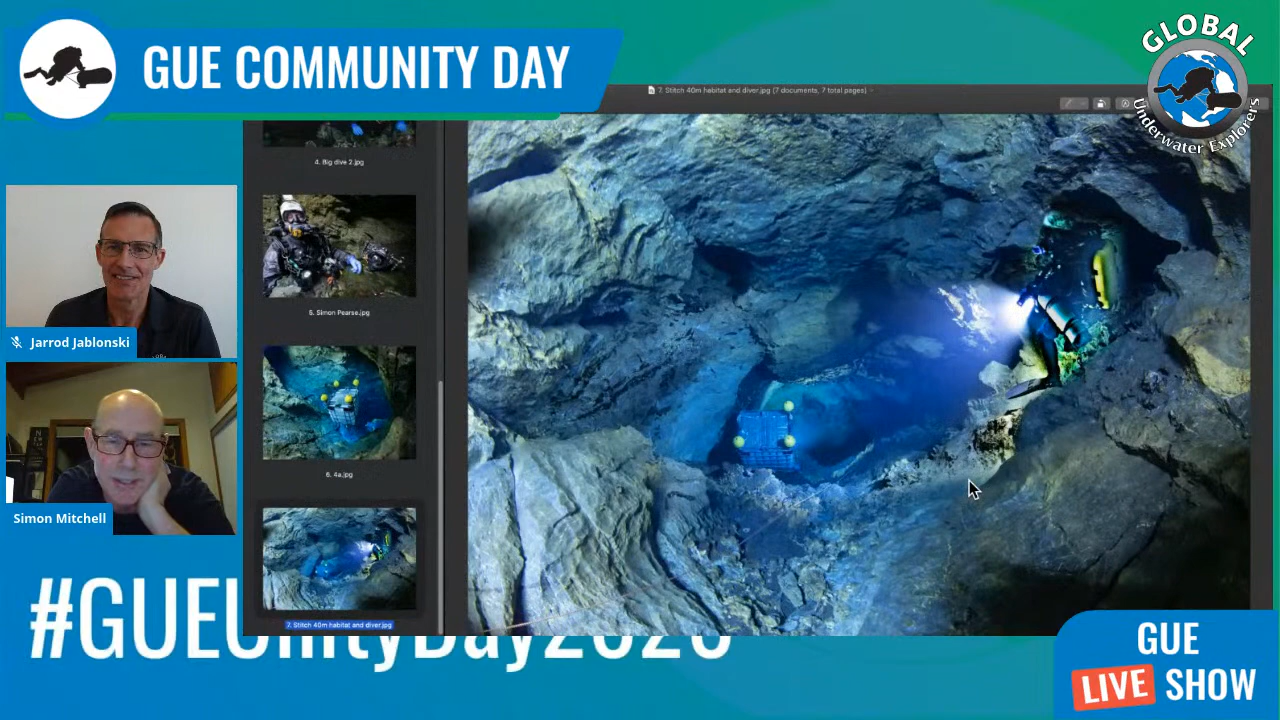 GUE COMMUNITY DAY
GLOBAL
Underwater Explorers
7. Stitch 40m habitat and diver.jpg (7 documents, 7 total pages)
4. Big dive 2.jpg
5. Simon Pearse.jpg
6. 4a.jpg
7. Stitch 40m habitat and diver.jpg
Jarrod Jablonski
Simon Mitchell
#GUEUnityDay2020
GUE
LIVE SHOW